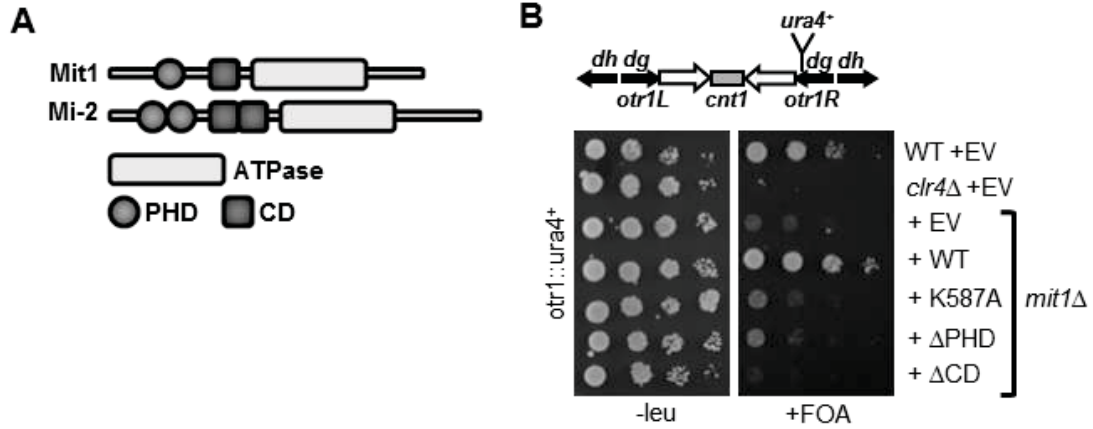 A
Mit1
Mi-2
ATPase
PHD
CD
B
ura4+
dh dg
dg dh
otr1L
cnt1
otr1R
otr1::ura4+
WT +EV
clr4Δ +EV
+ EV
+ WT
+ K587A
+ ΔPHD
+ ΔCD
mit1Δ
-leu
+FOA